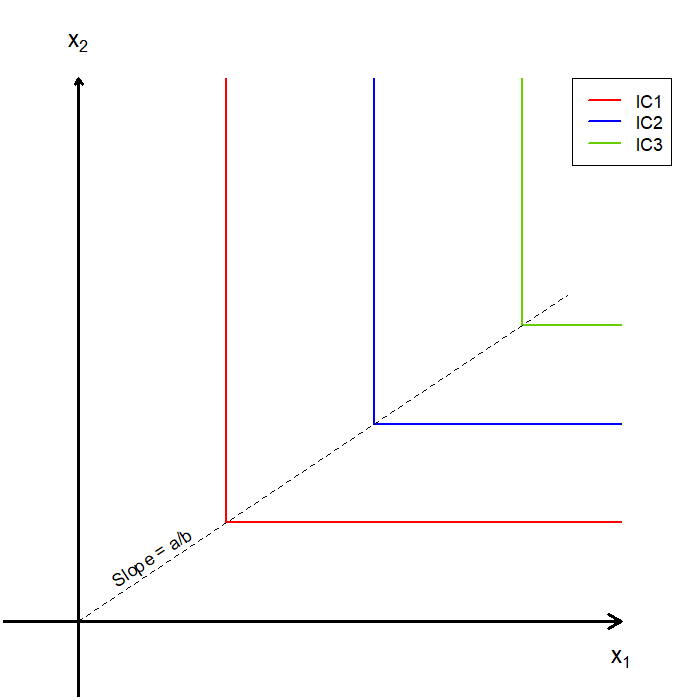 x₂
IC1
IC2
IC3
Slope = a/b
x₁